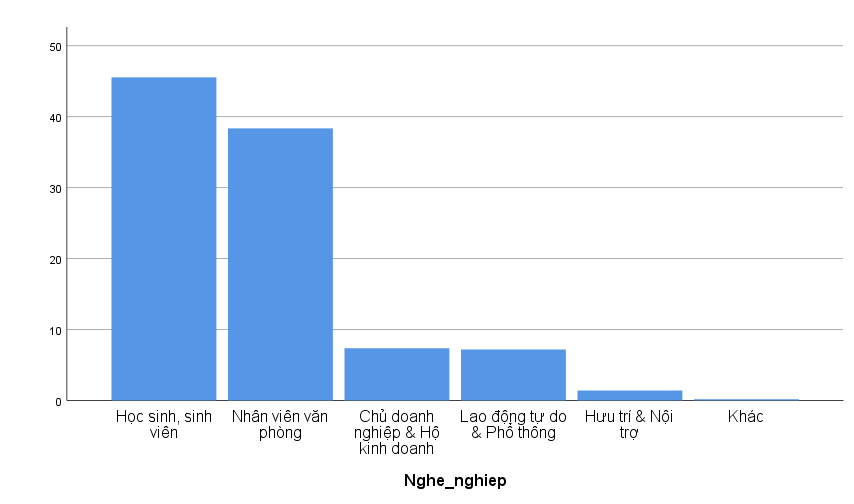 50
40
30
20
10
0
Học sinh, sinh viên
Nhân viên văn phòng
Chủ doanh nghiệp & Hộ kinh doanh
Lao động tự do & Phổ thông
Hưu trí & Nội trợ
Khác
Nghe_nghiep